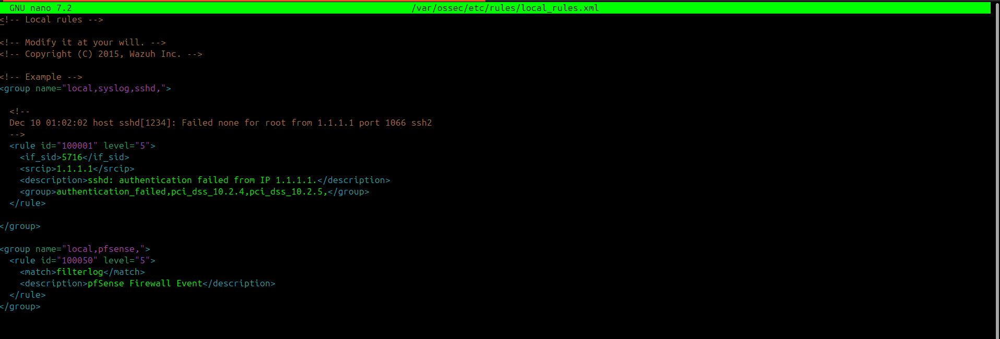 GNU nano 7.2 /var/ossec/etc/rules/local_rules.xml
<!-- Local rules -->
<!-- Modify it at your will. -->
<!-- Copyright (C) 2015, Wazuh Inc. -->
<!-- Example -->
<group name="local,syslog,sshd,">
<!--
Dec 10 01:02:02 host sshd[1234]: Failed none for root from 1.1.1.1 port 1066 ssh2
-->
<rule id="100001" level="5">
<if_sid>5716</if_sid>
<srcip>1.1.1.1</srcip>
<description>sshd: authentication failed from IP 1.1.1.1.</description>
<group>authentication_failed,pci_dss_10.2.4,pci_dss_10.2.5,</group>
</rule>
</group>
<group name="local,pfsense,">
<rule id="100050" level="5">
<match>filterlog</match>
<description>pfSense Firewall Event</description>
</rule>
</group>